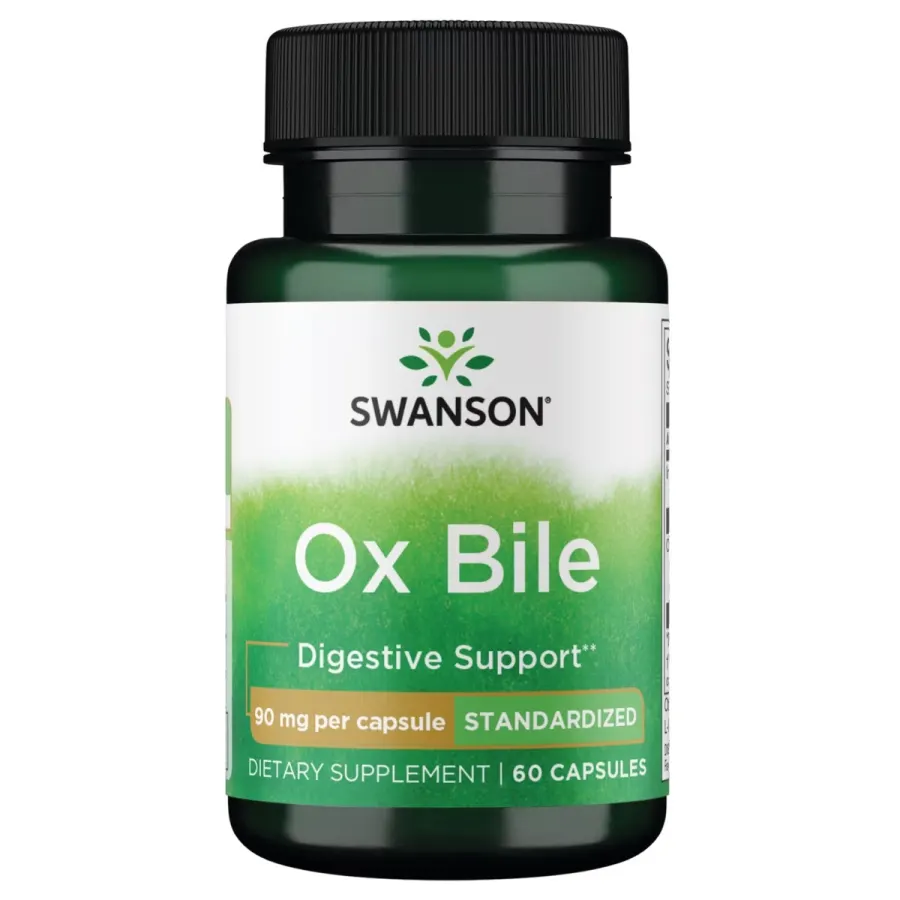 SWANSON®
Ox Bile
Digestive Support**
90 mg per capsule STANDARDIZED
DIETARY SUPPLEMENT | 60 CAPSULES